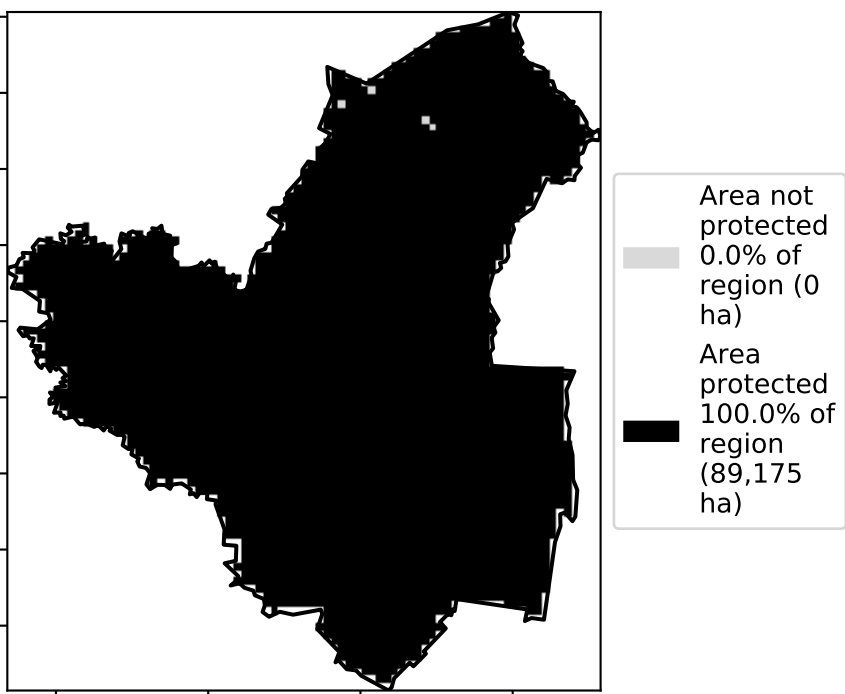 Area not
protected
0.0% of
region (0
ha)
Area
protected
100.0% of
region
(89,175
ha)